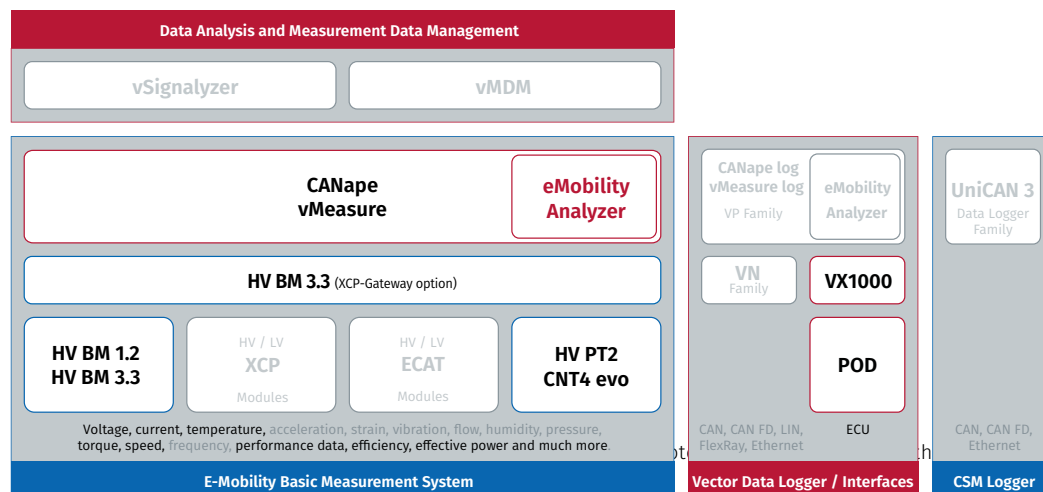 Data Analysis and Measurement Data Management
vSignalyzer
vMDM
CANape
vMeasure
eMobility
Analyzer
HV BM 3.3 (XCP-Gateway option)
HV BM 1.2
HV BM 3.3
HV / LV
XCP
Modules
HV / LV
ECAT
Modules
HV PT2
CNT4 evo
Voltage, current, temperature, acceleration, strain, vibration, flow, humidity, pressure,
torque, speed, frequency, performance data, efficiency, effective power and much more.
E-Mobility Basic Measurement System
CANape log
vMeasure log
VP Family
eMobility
Analyzer
VN
Family
VX1000
POD
CAN, CAN FD, LIN,
FlexRay, Ethernet
ECU
Vector Data Logger / Interfaces
UniCAN 3
Data Logger
Family
CAN, CAN FD,
Ethernet
CSM Logger